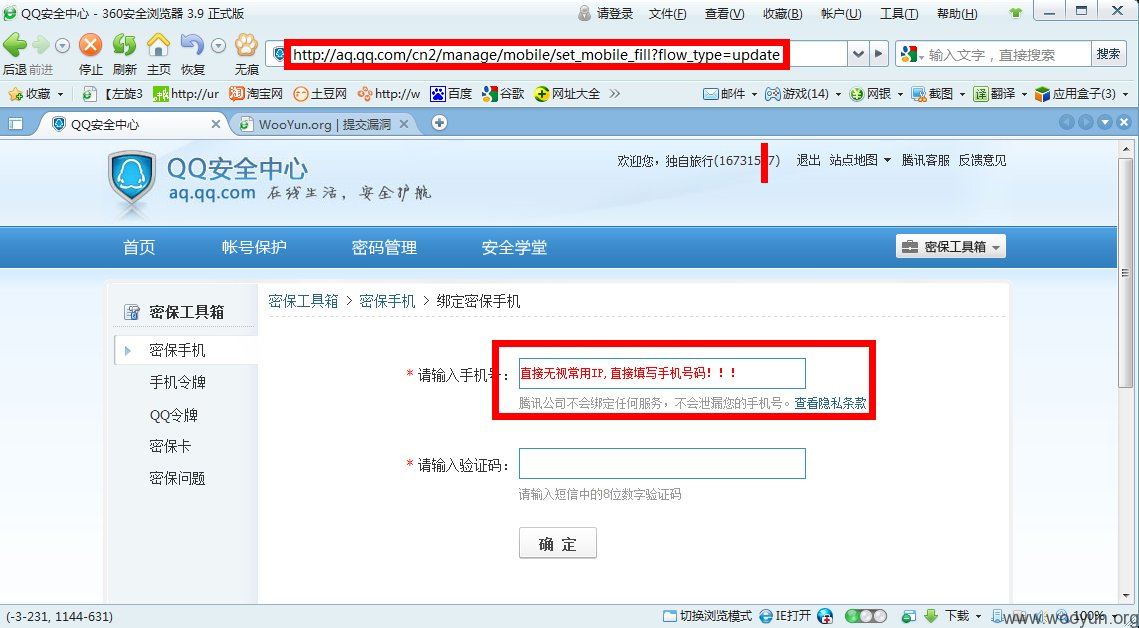 QQ安全中心 - 360安全浏览器 3.9 正式版
请登录 文件(F) 查看(V) 收藏(B) 帐户(U) 工具(T) 帮助(H)
后退 前进 停止 刷新 主页 恢复 无痕
http://aq.qq.com/cn2/manage/mobile/set_mobile_fill?flow_type=update
输入文字，直接搜索 搜索
收藏 【左旋3 http://ur 淘宝网 土豆网 http://w 百度 谷歌 网址大全 邮件 游戏(14) 网银 截图 翻译 应用盒子(3)
QQ安全中心 WooYun.org | 提交漏洞
QQ安全中心
aq.qq.com 在线生活，安全护航
欢迎您，独自旅行(167315 7) 退出 站点地图 腾讯客服 反馈意见
首页 帐号保护 密码管理 安全学堂 密保工具箱
密保工具箱
密保手机
手机令牌
QQ令牌
密保卡
密保问题
密保工具箱 > 密保手机 > 绑定密保手机
* 请输入手机号：
直接无视常用IP,直接填写手机号码！！！
腾讯公司不会绑定任何服务，不会泄漏您的手机号。查看隐私条款
* 请输入验证码：
请输入短信中的8位数字验证码
确 定
(-3-231, 1144-631)
切换浏览模式 IE打开 下载 100%
www.wooyun.org